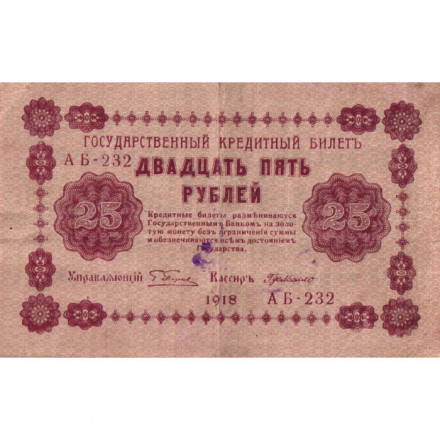 ГОСУДАРСТВЕННЫЙ КРЕДИТНЫЙ БИЛЕТЪ
АБ-232
ДВАДЦАТЬ ПЯТЬ
РУБЛЕЙ
25
25
Кредитные билеты размѣниваются
Государственнымъ Банкомъ на золо-
тую монету безъ ограниченія суммы
и обезпечиваются всѣмъ достояніемъ
Государства.
Управляющій
Кассиръ
1918
АБ-232